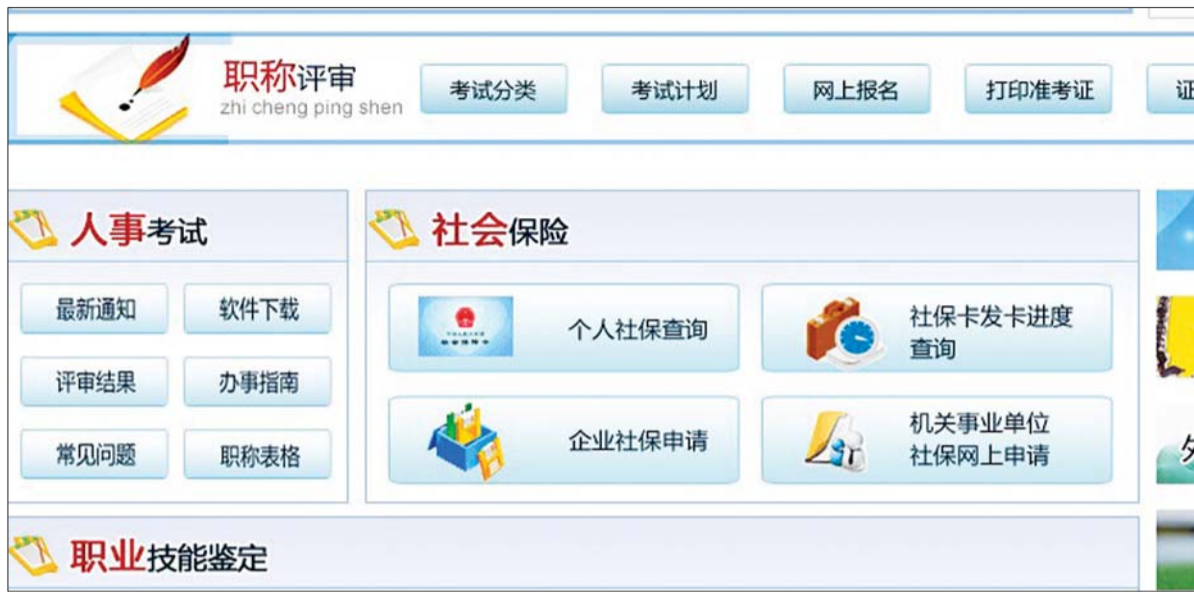 职称评审
zhi cheng ping shen
考试分类
考试计划
网上报名
打印准考证
证
人事考试
最新通知
软件下载
评审结果
办事指南
常见问题
职称表格
社会保险
个人社保查询
社保卡发卡进度
查询
企业社保申请
机关事业单位
社保网上申请
职业技能鉴定